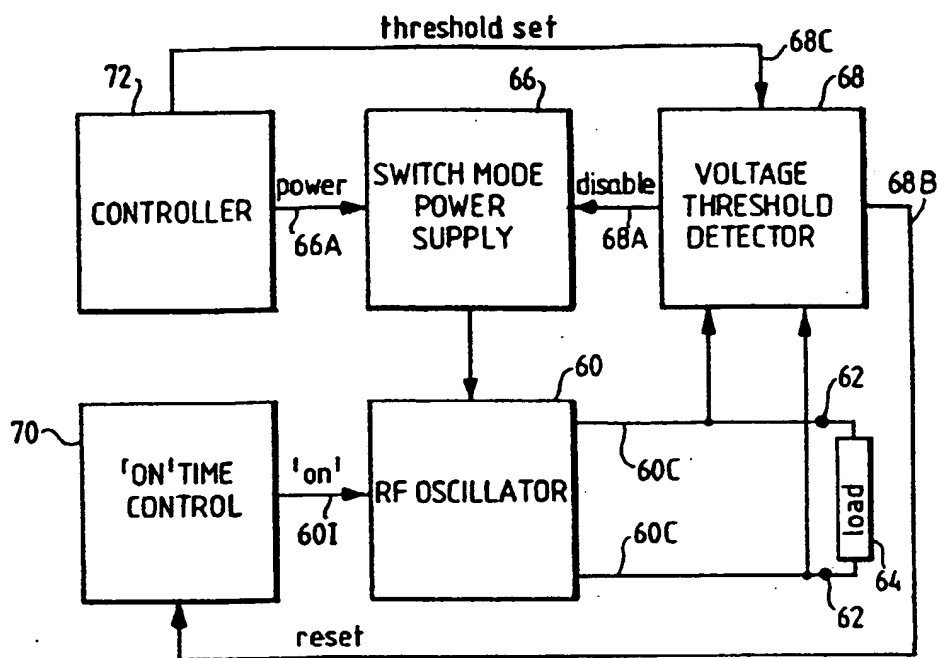 threshold set
72
66
68C
68
CONTROLLER
power
66A
SWITCH MODE
POWER
SUPPLY
disable
68A
VOLTAGE
THRESHOLD
DETECTOR
68B
70
'ON' TIME
CONTROL
'on'
60I
60
RF OSCILLATOR
60C
60C
62
load
64
62
reset